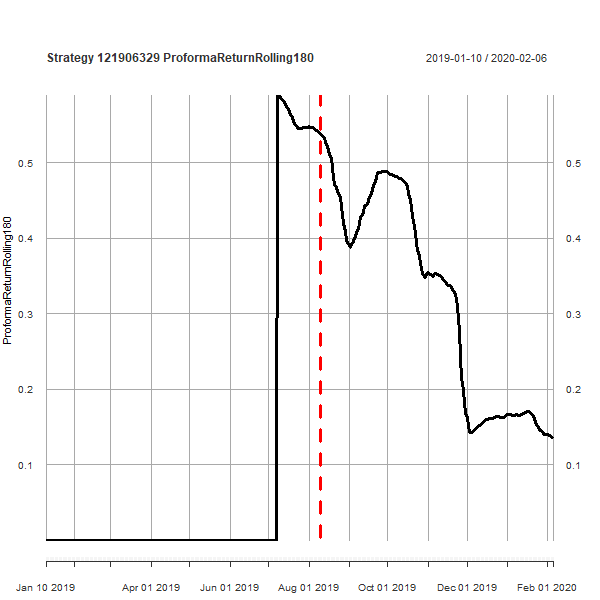 Strategy 121906329 ProformaReturnRolling180
2019-01-10 / 2020-02-06
ProformaReturnRolling180
0.5
0.5
0.4
0.4
0.3
0.3
0.2
0.2
0.1
0.1
Jan 10 2019
Apr 01 2019
Jun 01 2019
Aug 01 2019
Oct 01 2019
Dec 01 2019
Feb 01 2020